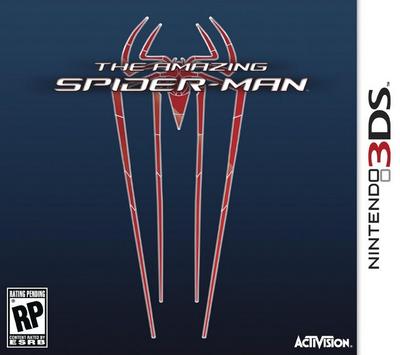 THE AMAZING
SPIDER-MAN
NINTENDO 3DS
RATING PENDING
RP
CONTENT RATED BY
ESRB
ACTIVISION